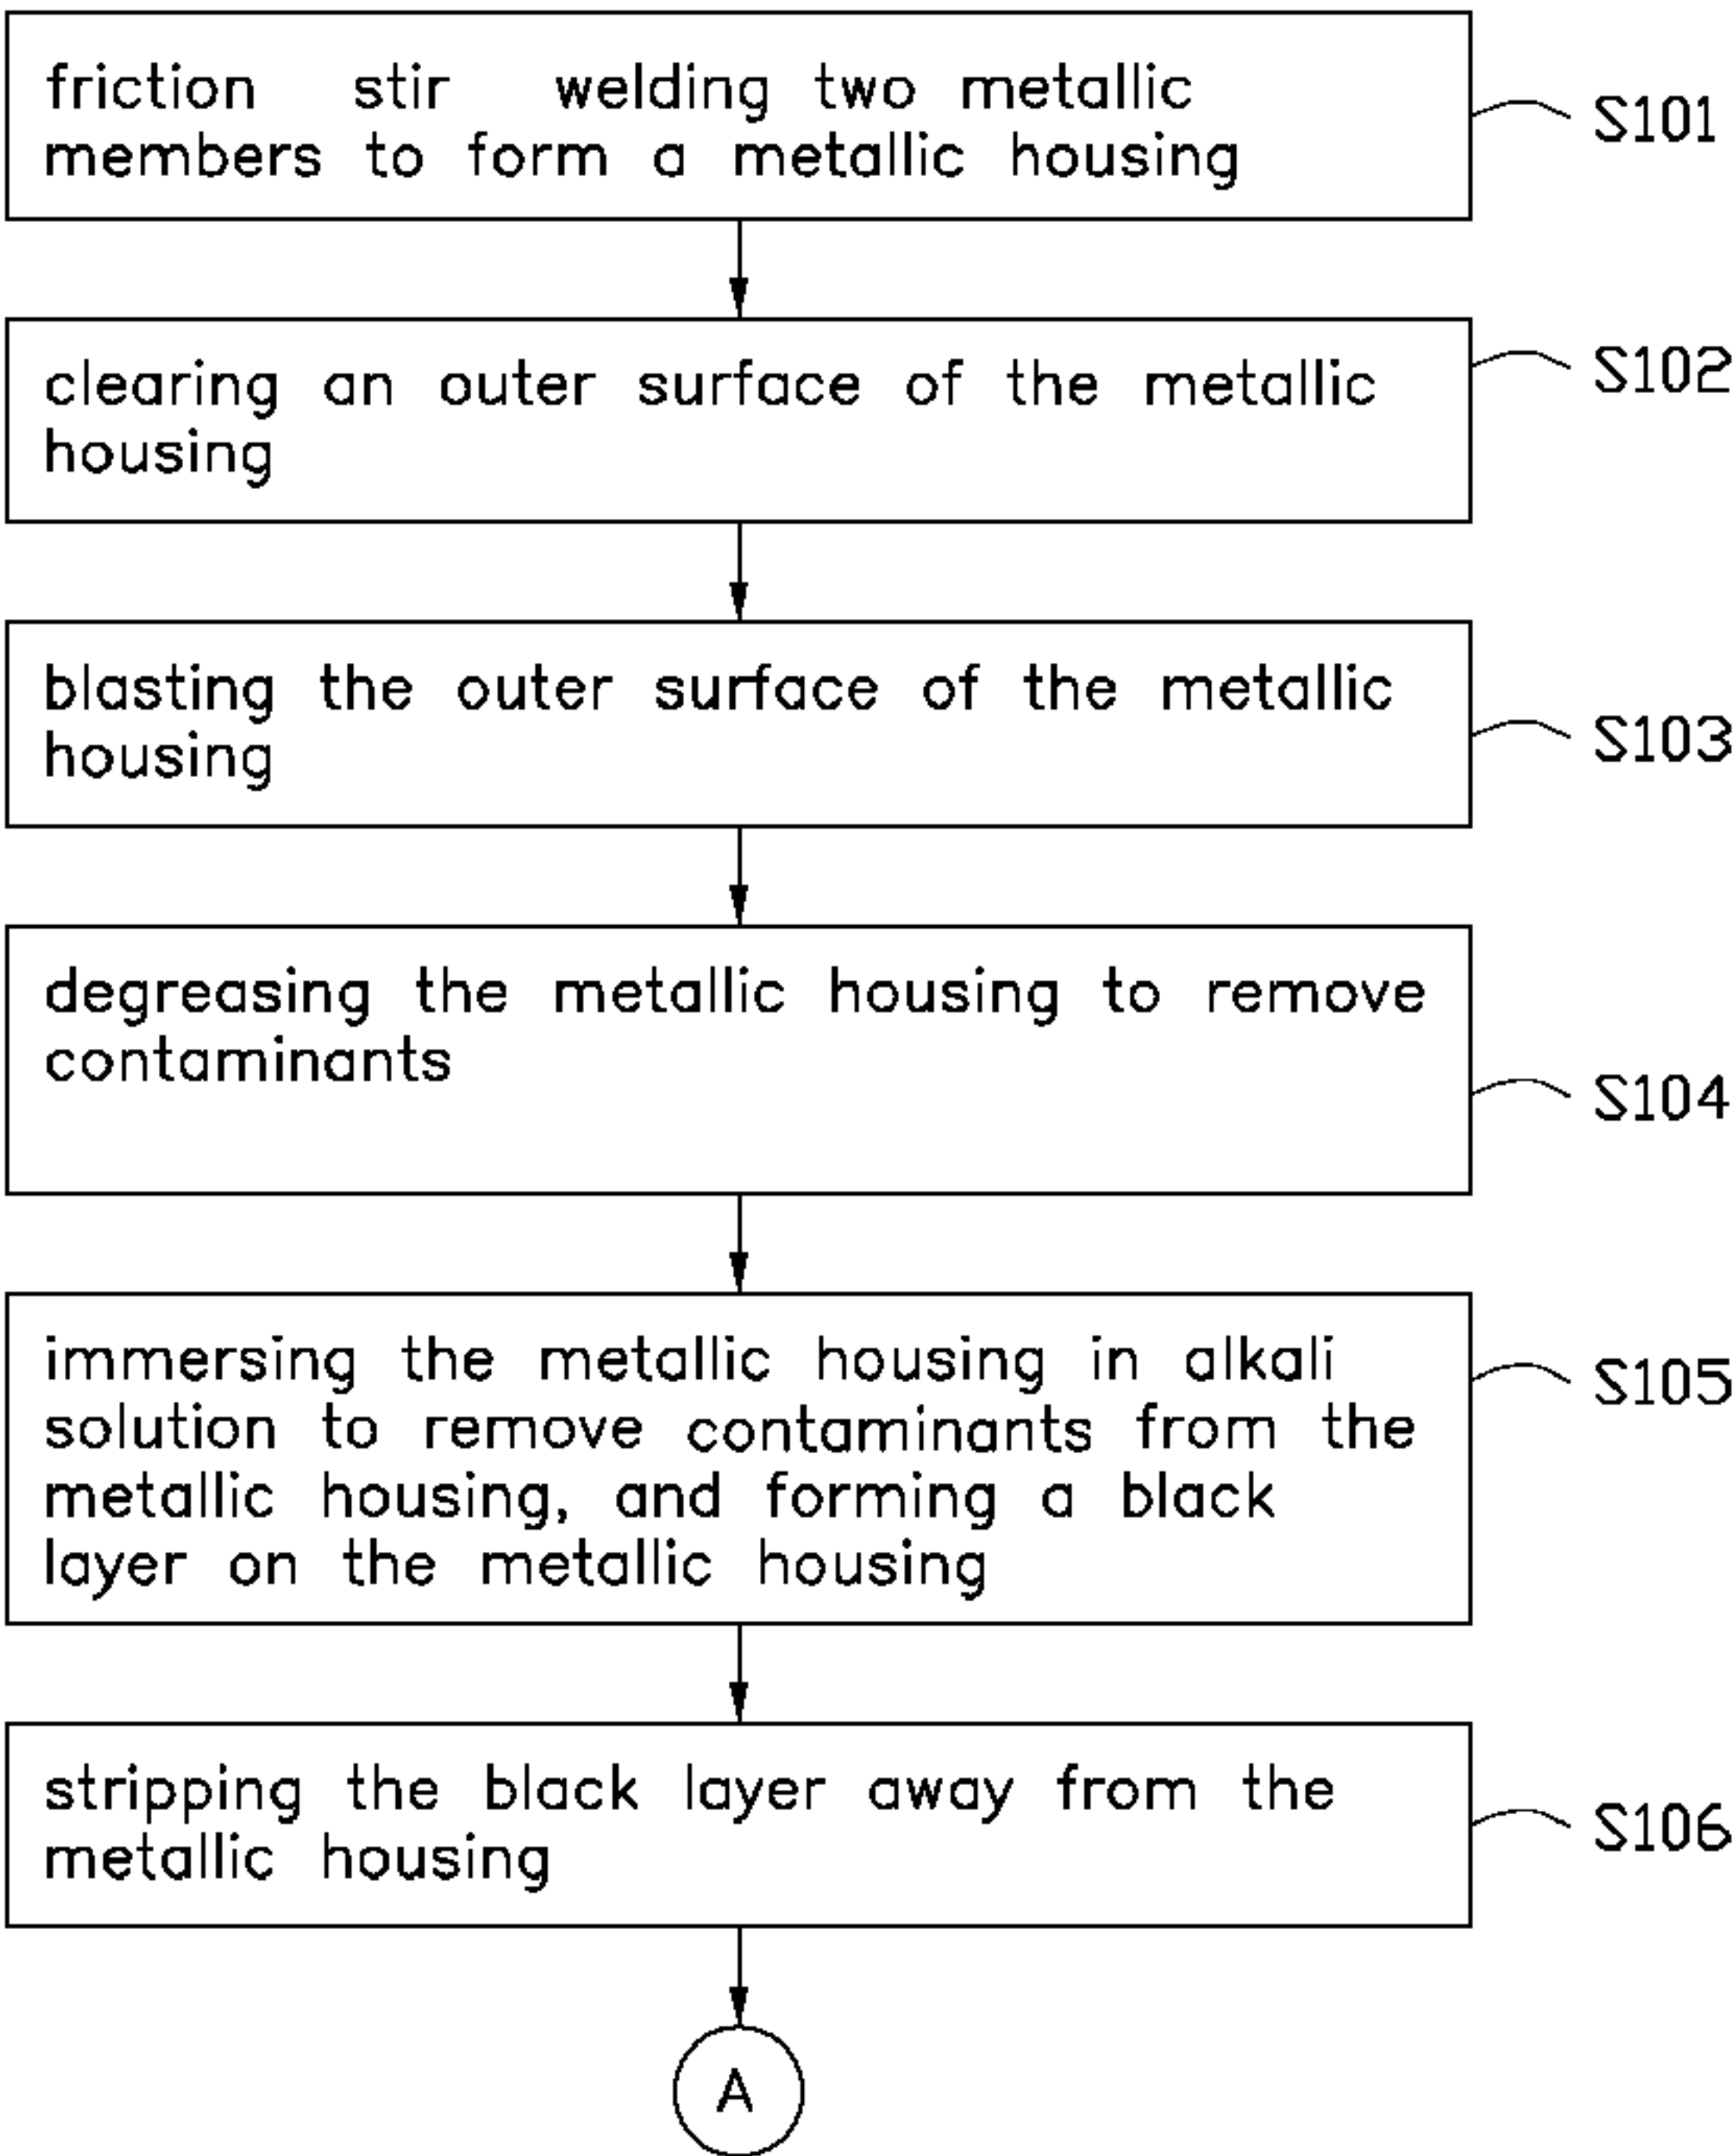 friction stir welding two metallic
members to form a metallic housing
S101
clearing an outer surface of the metallic
housing
S102
blasting the outer surface of the metallic
housing
S103
degreasing the metallic housing to remove
contaminants
S104
immersing the metallic housing in alkali
solution to remove contaminants from the
metallic housing, and forming a black
layer on the metallic housing
S105
stripping the black layer away from the
metallic housing
S106
A